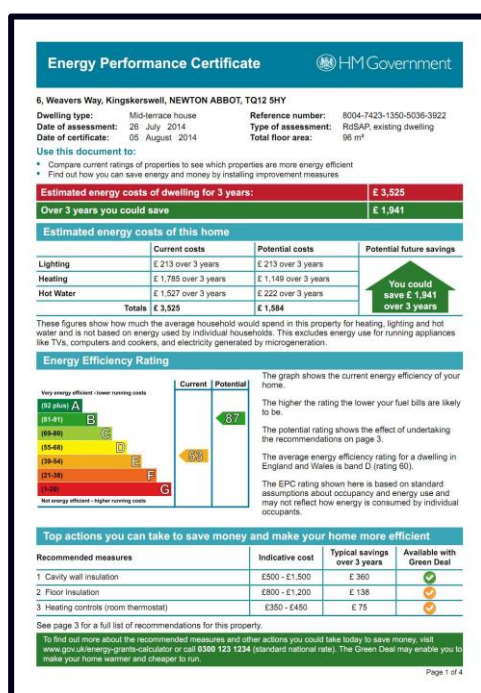 Energy Performance Certificate
HM Government
6, Weavers Way, Kingskerswell, NEWTON ABBOT, TQ12 5HY
Dwelling type: Mid-terrace house
Date of assessment: 26 July 2014
Date of certificate: 05 August 2014
Reference number: 8004-7423-1350-5036-3922
Type of assessment: RdSAP, existing dwelling
Total floor area: 96 m²
Use this document to:
• Compare current ratings of properties to see which properties are more energy efficient
• Find out how you can save energy and money by installing improvement measures
Estimated energy costs of dwelling for 3 years: £ 3,525
Over 3 years you could save £ 1,941
Estimated energy costs of this home
Current costs Potential costs Potential future savings
Lighting £ 213 over 3 years £ 213 over 3 years
Heating £ 1,785 over 3 years £ 1,149 over 3 years
Hot Water £ 1,527 over 3 years £ 222 over 3 years
Totals £ 3,525 £ 1,584
You could
save £ 1,941
over 3 years
These figures show how much the average household would spend in this property for heating, lighting and hot
water and is not based on energy used by individual households. This excludes energy use for running appliances
like TVs, computers and cookers, and electricity generated by microgeneration.
Energy Efficiency Rating
Current Potential
Very energy efficient - lower running costs
(92 plus) A
(81-91) B
(69-80) C
(55-68) D
(39-54) E
(21-38) F
(1-20) G
Not energy efficient - higher running costs
53
87
The graph shows the current energy efficiency of your
home.
The higher the rating the lower your fuel bills are likely
to be.
The potential rating shows the effect of undertaking
the recommendations on page 3.
The average energy efficiency rating for a dwelling in
England and Wales is band D (rating 60).
The EPC rating shown here is based on standard
assumptions about occupancy and energy use and
may not reflect how energy is consumed by individual
occupants.
Top actions you can take to save money and make your home more efficient
Recommended measures Indicative cost Typical savings over 3 years Available with Green Deal
1 Cavity wall insulation £500 - £1,500 £ 360
2 Floor Insulation £800 - £1,200 £ 138
3 Heating controls (room thermostat) £350 - £450 £ 75
See page 3 for a full list of recommendations for this property.
To find out more about the recommended measures and other actions you could take today to save money, visit
www.gov.uk/energy-grants-calculator or call 0300 123 1234 (standard national rate). The Green Deal may enable you to
make your home warmer and cheaper to run.
Page 1 of 4